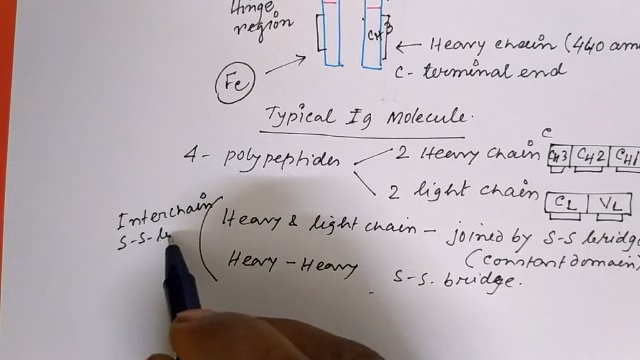 Hinge
region
CH3
← Heavy chain (440 am
C-terminal end
Fc
Typical Ig Molecule.
4- polypeptides
2 Heavy chain
C
CH3 CH2 CH1
2 light chain
CL VL
Interchain
S-S-
Heavy & light chain - joined by S-S bridge
(constant domain)
Heavy - Heavy
S-S. bridge.